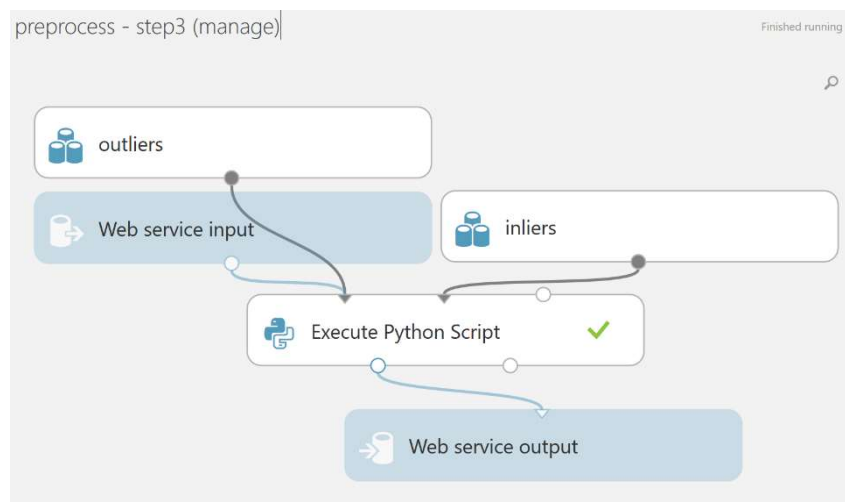 preprocess - step3 (manage)
Finished running
outliers
Web service input
inliers
Execute Python Script
Web service output